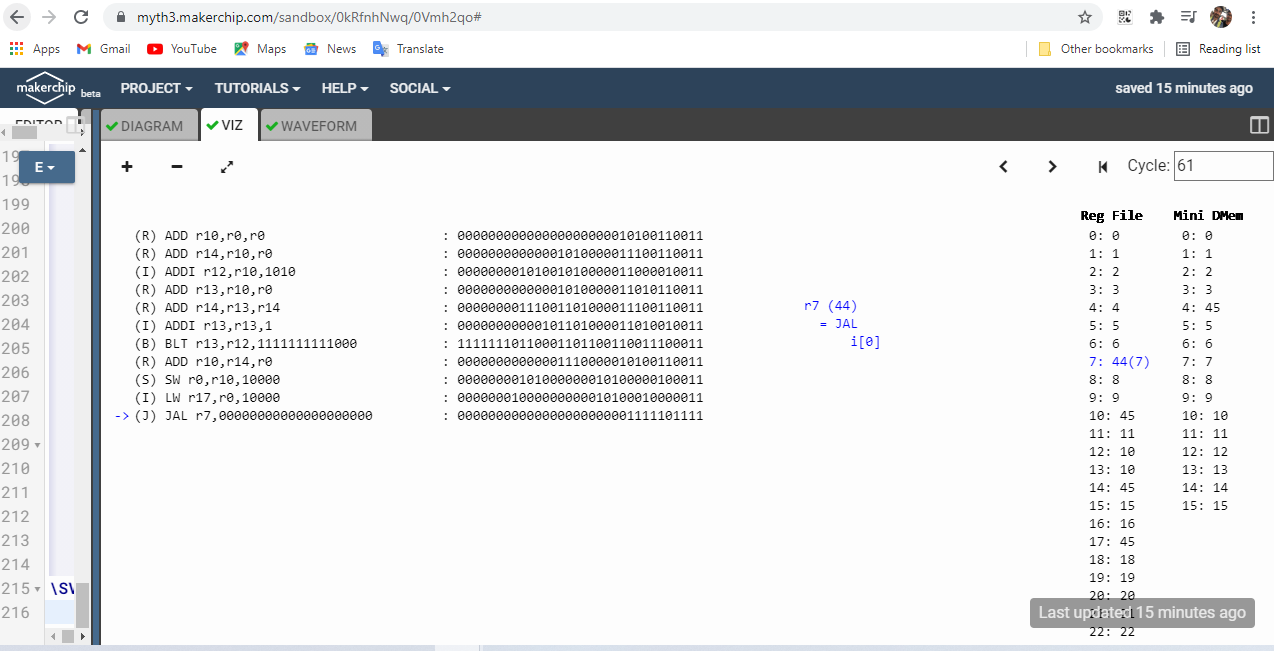 myth3.makerchip.com/sandbox/0kRfnhNwq/0Vmh2qo#
Apps Gmail YouTube Maps News Translate Other bookmarks Reading list
makerchip beta PROJECT TUTORIALS HELP SOCIAL saved 15 minutes ago
EDITOR DIAGRAM VIZ WAVEFORM
E
Cycle: 61
199
200
201
202
203
204
205
206
207
208
209
210
211
212
213
214
215 \SV
216
(R) ADD r10,r0,r0 : 00000000000000000000010100110011
(R) ADD r14,r10,r0 : 00000000000001010000011100110011
(I) ADDI r12,r10,1010 : 00000000101001010000011000010011
(R) ADD r13,r10,r0 : 00000000000001010000011010110011
(R) ADD r14,r13,r14 : 00000000111001101000011100110011
(I) ADDI r13,r13,1 : 00000000000101101000011010010011
(B) BLT r13,r12,1111111111000 : 11111110110001101100110011100011
(R) ADD r10,r14,r0 : 00000000000001110000010100110011
(S) SW r0,r10,10000 : 00000000101000000010100000100011
(I) LW r17,r0,10000 : 00000001000000000010100010000011
-> (J) JAL r7,00000000000000000000 : 00000000000000000000001111101111
r7 (44)
= JAL
i[0]
Reg File
0: 0
1: 1
2: 2
3: 3
4: 4
5: 5
6: 6
7: 44(7)
8: 8
9: 9
10: 45
11: 11
12: 10
13: 10
14: 45
15: 15
16: 16
17: 45
18: 18
19: 19
20: 20
22: 22
Mini DMem
0: 0
1: 1
2: 2
3: 3
4: 45
5: 5
6: 6
7: 7
8: 8
9: 9
10: 10
11: 11
12: 12
13: 13
14: 14
15: 15
Last updated 15 minutes ago